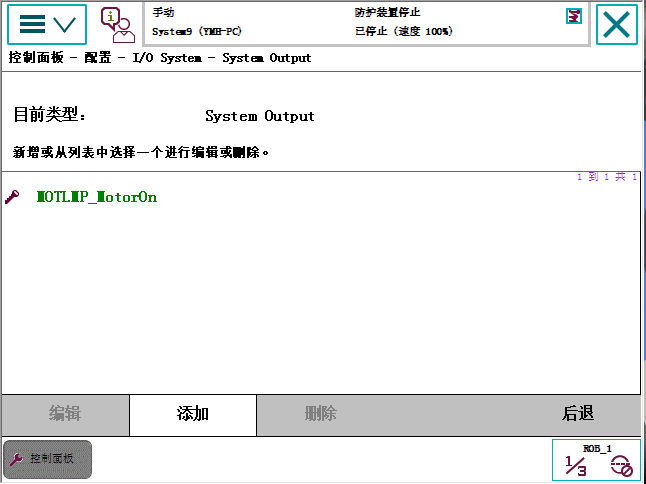 手动 防护装置停止
System9 (YMH-PC) 已停止 (速度 100%)
控制面板 - 配置 - I/O System - System Output
目前类型: System Output
新增或从列表中选择一个进行编辑或删除。
1 到 1 共 1
MOTLMP_MotorOn
编辑 添加 删除 后退
控制面板
ROB_1
1/3